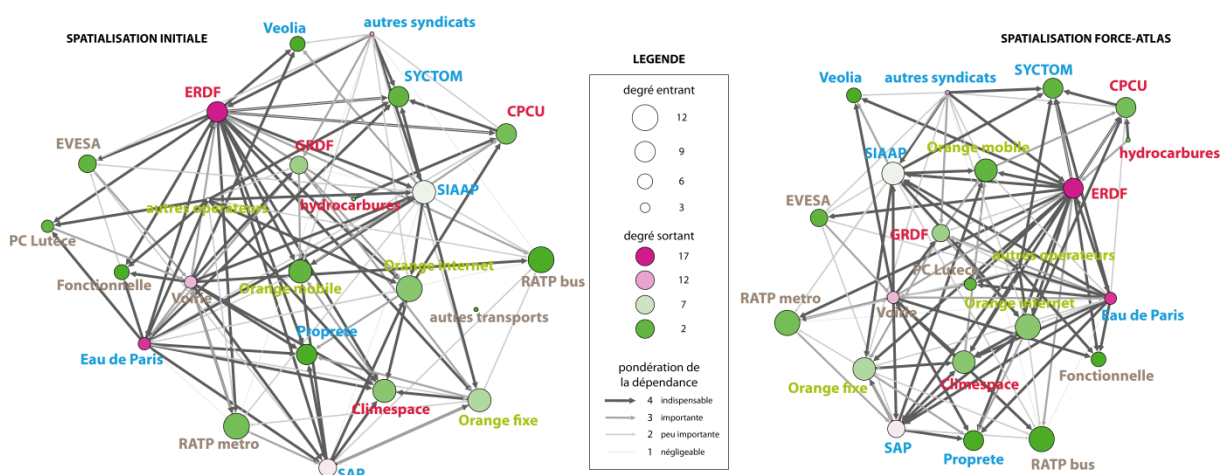 SPATIALISATION INITIALE
Veolia
autres syndicats
SYCTOM
ERDF
CPCU
EVESA
GRDF
SIAAP
hydrocarbures
autres operateurs
PC Lutece
Orange internet
RATP bus
Fonctionnelle
Voirie
Orange mobile
autres transports
Proprete
Eau de Paris
Climespace
Orange fixe
RATP metro
SAP
LEGENDE
degré entrant
12
9
6
3
degré sortant
17
12
7
2
pondération de
la dépendance
4 indispensable
3 importante
2 peu importante
1 négligeable
SPATIALISATION FORCE-ATLAS
Veolia
autres syndicats
SYCTOM
CPCU
SIAAP
Orange mobile
hydrocarbures
ERDF
EVESA
GRDF
autres operateurs
PC Lutece
RATP metro
Voirie
Orange internet
Eau de Paris
Orange fixe
Climespace
Fonctionnelle
SAP
Proprete
RATP bus